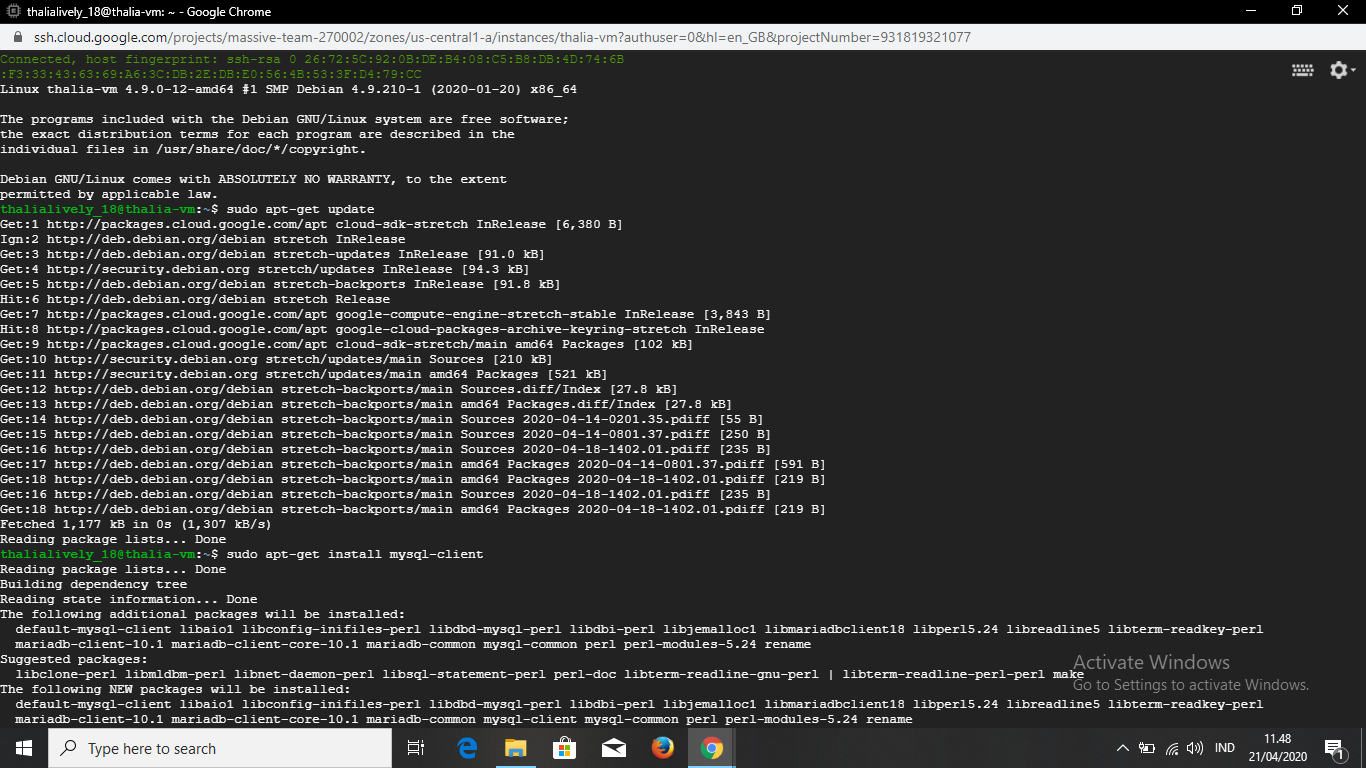 thalialively_18@thalia-vm: ~ - Google Chrome
ssh.cloud.google.com/projects/massive-team-270002/zones/us-central1-a/instances/thalia-vm?authuser=0&hl=en_GB&projectNumber=931819321077
Connected, host fingerprint: ssh-rsa 0 26:72:5C:92:0B:DE:B4:08:C5:B8:DB:4D:74:6B
:F3:33:43:63:69:A6:3C:DB:2E:DB:E0:56:4B:53:3F:D4:79:CC
Linux thalia-vm 4.9.0-12-amd64 #1 SMP Debian 4.9.210-1 (2020-01-20) x86_64
The programs included with the Debian GNU/Linux system are free software;
the exact distribution terms for each program are described in the
individual files in /usr/share/doc/*/copyright.
Debian GNU/Linux comes with ABSOLUTELY NO WARRANTY, to the extent
permitted by applicable law.
thalialively_18@thalia-vm:~$ sudo apt-get update
Get:1 http://packages.cloud.google.com/apt cloud-sdk-stretch InRelease [6,380 B]
Ign:2 http://deb.debian.org/debian stretch InRelease
Get:3 http://deb.debian.org/debian stretch-updates InRelease [91.0 kB]
Get:4 http://security.debian.org stretch/updates InRelease [94.3 kB]
Get:5 http://deb.debian.org/debian stretch-backports InRelease [91.8 kB]
Hit:6 http://deb.debian.org/debian stretch Release
Get:7 http://packages.cloud.google.com/apt google-compute-engine-stretch-stable InRelease [3,843 B]
Hit:8 http://packages.cloud.google.com/apt google-cloud-packages-archive-keyring-stretch InRelease
Get:9 http://packages.cloud.google.com/apt cloud-sdk-stretch/main amd64 Packages [102 kB]
Get:10 http://security.debian.org stretch/updates/main Sources [210 kB]
Get:11 http://security.debian.org stretch/updates/main amd64 Packages [521 kB]
Get:12 http://deb.debian.org/debian stretch-backports/main Sources.diff/Index [27.8 kB]
Get:13 http://deb.debian.org/debian stretch-backports/main amd64 Packages.diff/Index [27.8 kB]
Get:14 http://deb.debian.org/debian stretch-backports/main Sources 2020-04-14-0201.35.pdiff [55 B]
Get:15 http://deb.debian.org/debian stretch-backports/main Sources 2020-04-14-0801.37.pdiff [250 B]
Get:16 http://deb.debian.org/debian stretch-backports/main Sources 2020-04-18-1402.01.pdiff [235 B]
Get:17 http://deb.debian.org/debian stretch-backports/main amd64 Packages 2020-04-14-0801.37.pdiff [591 B]
Get:18 http://deb.debian.org/debian stretch-backports/main amd64 Packages 2020-04-18-1402.01.pdiff [219 B]
Get:16 http://deb.debian.org/debian stretch-backports/main Sources 2020-04-18-1402.01.pdiff [235 B]
Get:18 http://deb.debian.org/debian stretch-backports/main amd64 Packages 2020-04-18-1402.01.pdiff [219 B]
Fetched 1,177 kB in 0s (1,307 kB/s)
Reading package lists... Done
thalialively_18@thalia-vm:~$ sudo apt-get install mysql-client
Reading package lists... Done
Building dependency tree
Reading state information... Done
The following additional packages will be installed:
default-mysql-client libaio1 libconfig-inifiles-perl libdbd-mysql-perl libdbi-perl libjemalloc1 libmariadbclient18 libperl5.24 libreadline5 libterm-readkey-perl
mariadb-client-10.1 mariadb-client-core-10.1 mariadb-common mysql-common perl perl-modules-5.24 rename
Suggested packages:
libclone-perl libmldbm-perl libnet-daemon-perl libsql-statement-perl perl-doc libterm-readline-gnu-perl | libterm-readline-perl-perl make
The following NEW packages will be installed:
default-mysql-client libaio1 libconfig-inifiles-perl libdbd-mysql-perl libdbi-perl libjemalloc1 libmariadbclient18 libperl5.24 libreadline5 libterm-readkey-perl
mariadb-client-10.1 mariadb-client-core-10.1 mariadb-common mysql-client mysql-common perl perl-modules-5.24 rename
Activate Windows
Go to Settings to activate Windows.
Type here to search
IND
11.48
21/04/2020
1